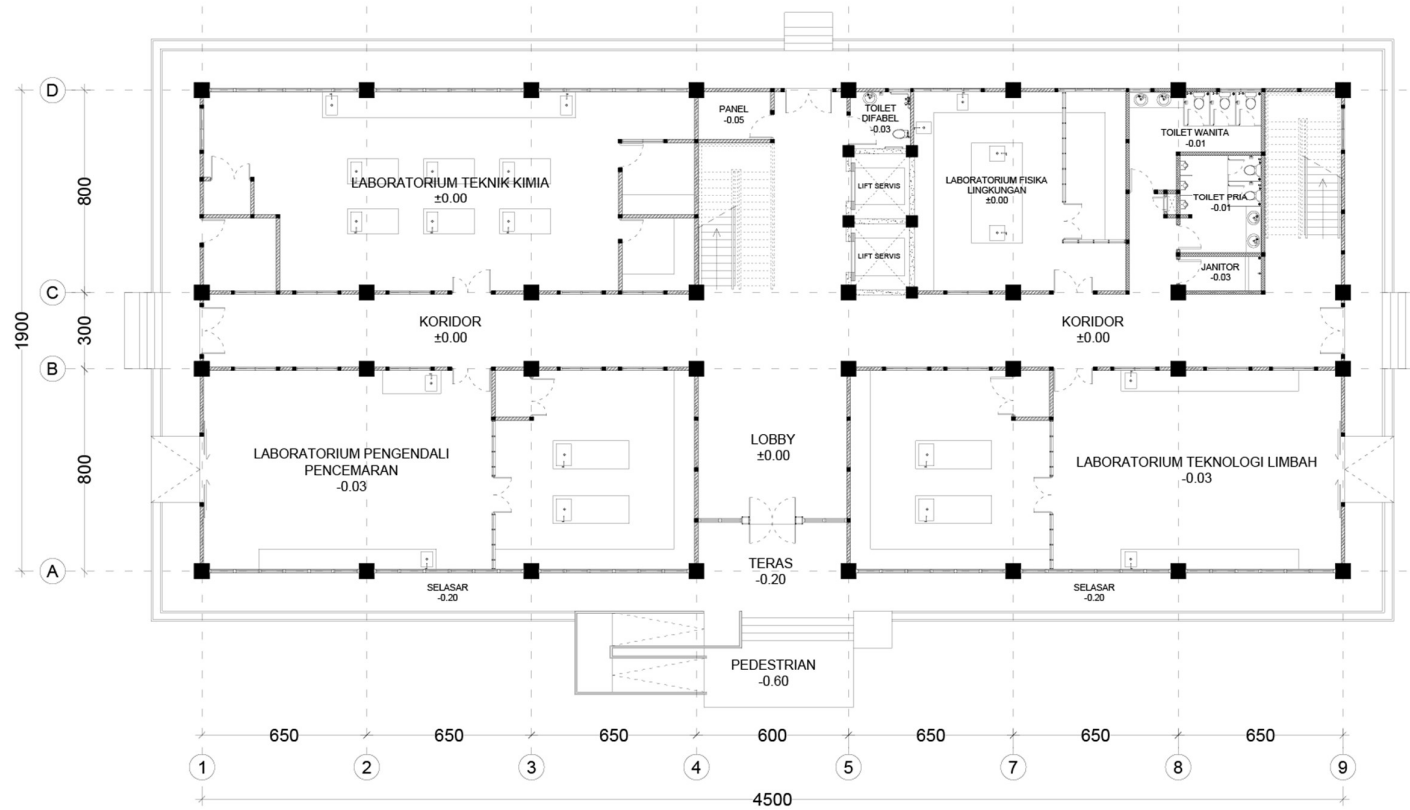 D
PANEL
-0.05
TOILET
DIFABEL
-0.03
TOILET WANITA
-0.01
800
LABORATORIUM TEKNIK KIMIA
±0.00
LIFT SERVIS
LABORATORIUM FISIKA
LINGKUNGAN
±0.00
TOILET PRIA
-0.01
LIFT SERVIS
JANITOR
-0.03
C
1900
300
KORIDOR
±0.00
KORIDOR
±0.00
B
800
LABORATORIUM PENGENDALI
PENCEMARAN
-0.03
LOBBY
±0.00
LABORATORIUM TEKNOLOGI LIMBAH
-0.03
A
TERAS
-0.20
SELASAR
-0.20
SELASAR
-0.20
PEDESTRIAN
-0.60
650
650
650
600
650
650
650
1
2
3
4
5
7
8
9
4500